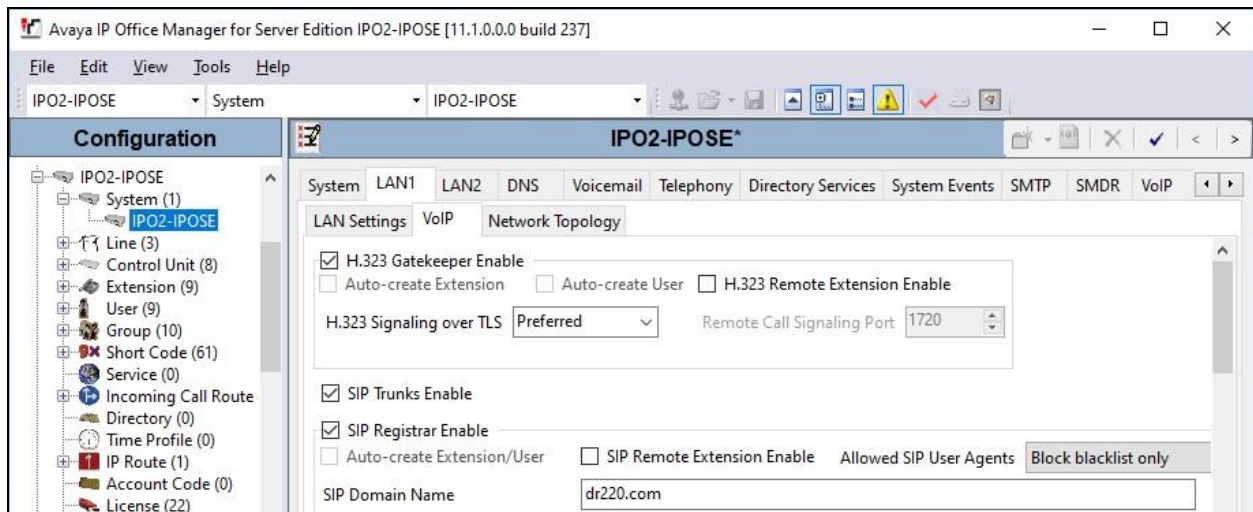 Avaya IP Office Manager for Server Edition IPO2-IPOSE [11.1.0.0.0 build 237]
File Edit View Tools Help
IPO2-IPOSE System IPO2-IPOSE
Configuration
IPO2-IPOSE*
IPO2-IPOSE
System (1)
IPO2-IPOSE
Line (3)
Control Unit (8)
Extension (9)
User (9)
Group (10)
Short Code (61)
Service (0)
Incoming Call Route
Directory (0)
Time Profile (0)
IP Route (1)
Account Code (0)
License (22)
System LAN1 LAN2 DNS Voicemail Telephony Directory Services System Events SMTP SMDR VoIP
LAN Settings VoIP Network Topology
H.323 Gatekeeper Enable
Auto-create Extension Auto-create User H.323 Remote Extension Enable
H.323 Signaling over TLS Preferred Remote Call Signaling Port 1720
SIP Trunks Enable
SIP Registrar Enable
Auto-create Extension/User SIP Remote Extension Enable Allowed SIP User Agents Block blacklist only
SIP Domain Name dr220.com